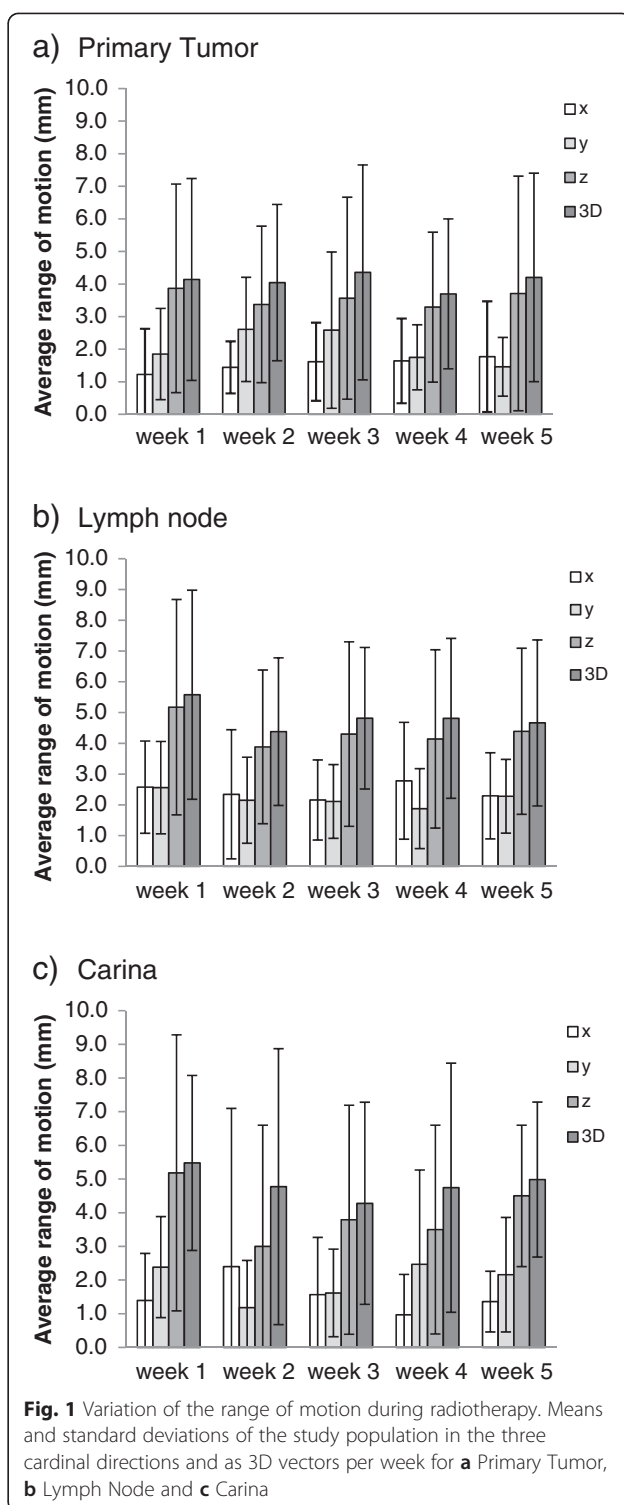 a) Primary Tumor
Average range of motion (mm)
10.0
9.0
8.0
7.0
6.0
5.0
4.0
3.0
2.0
1.0
0.0
week 1 week 2 week 3 week 4 week 5
x
y
z
3D
b) Lymph node
Average range of motion (mm)
10.0
9.0
8.0
7.0
6.0
5.0
4.0
3.0
2.0
1.0
0.0
week 1 week 2 week 3 week 4 week 5
x
y
z
3D
c) Carina
Average range of motion (mm)
10.0
9.0
8.0
7.0
6.0
5.0
4.0
3.0
2.0
1.0
0.0
week 1 week 2 week 3 week 4 week 5
x
y
z
3D
Fig. 1 Variation of the range of motion during radiotherapy. Means
and standard deviations of the study population in the three
cardinal directions and as 3D vectors per week for a Primary Tumor,
b Lymph Node and c Carina